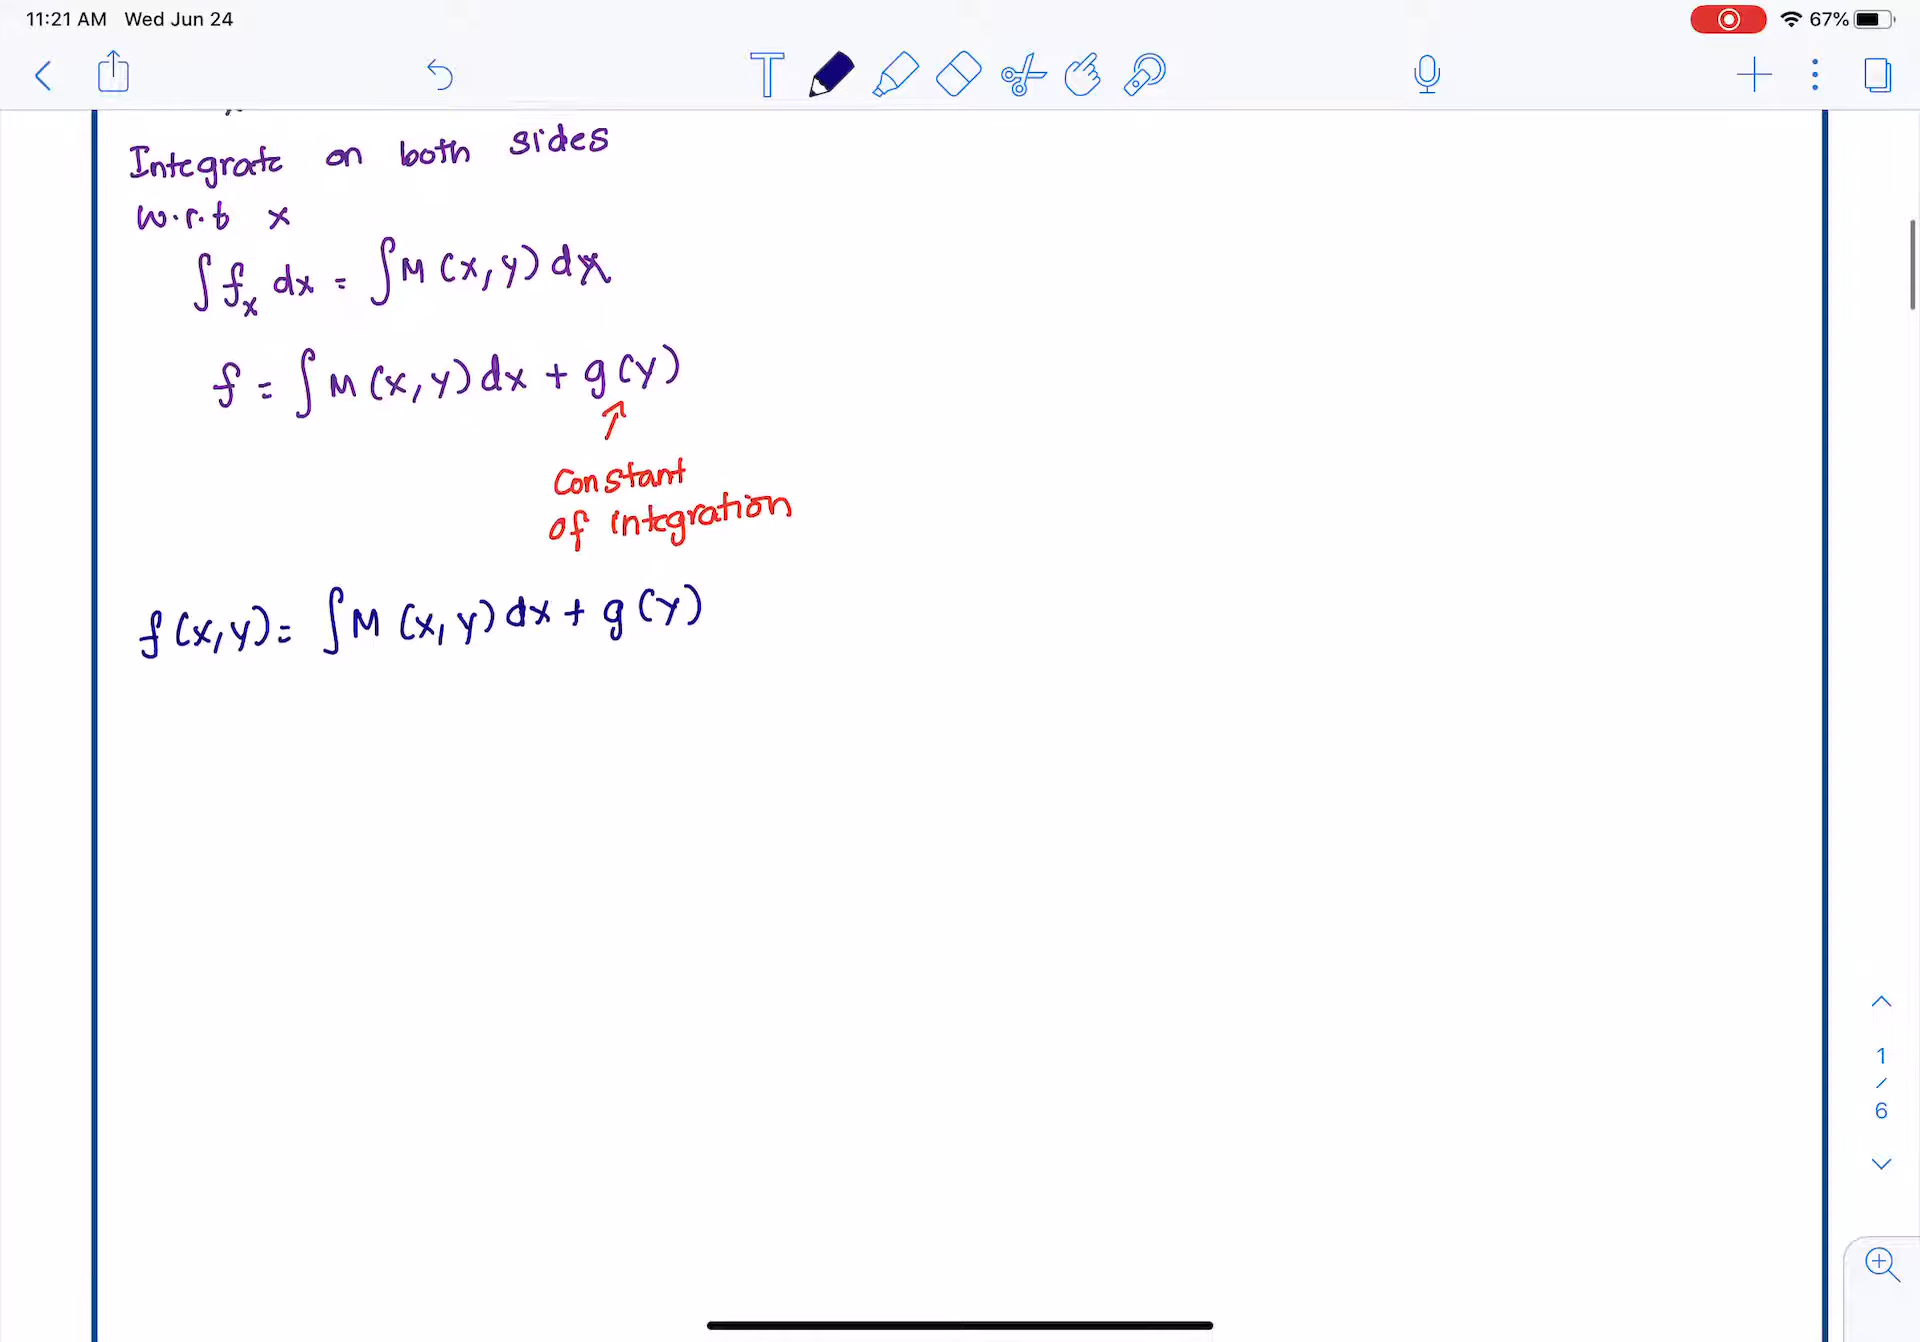 11:21 AM Wed Jun 24
67%
Integrate on both sides
w.r.t x
∫ f_x dx = ∫ M (x, y) dx
f = ∫ M (x, y) dx + g (y)
↑
Constant
of integration
f (x, y) = ∫ M (x, y) dx + g (y)
1
/
6